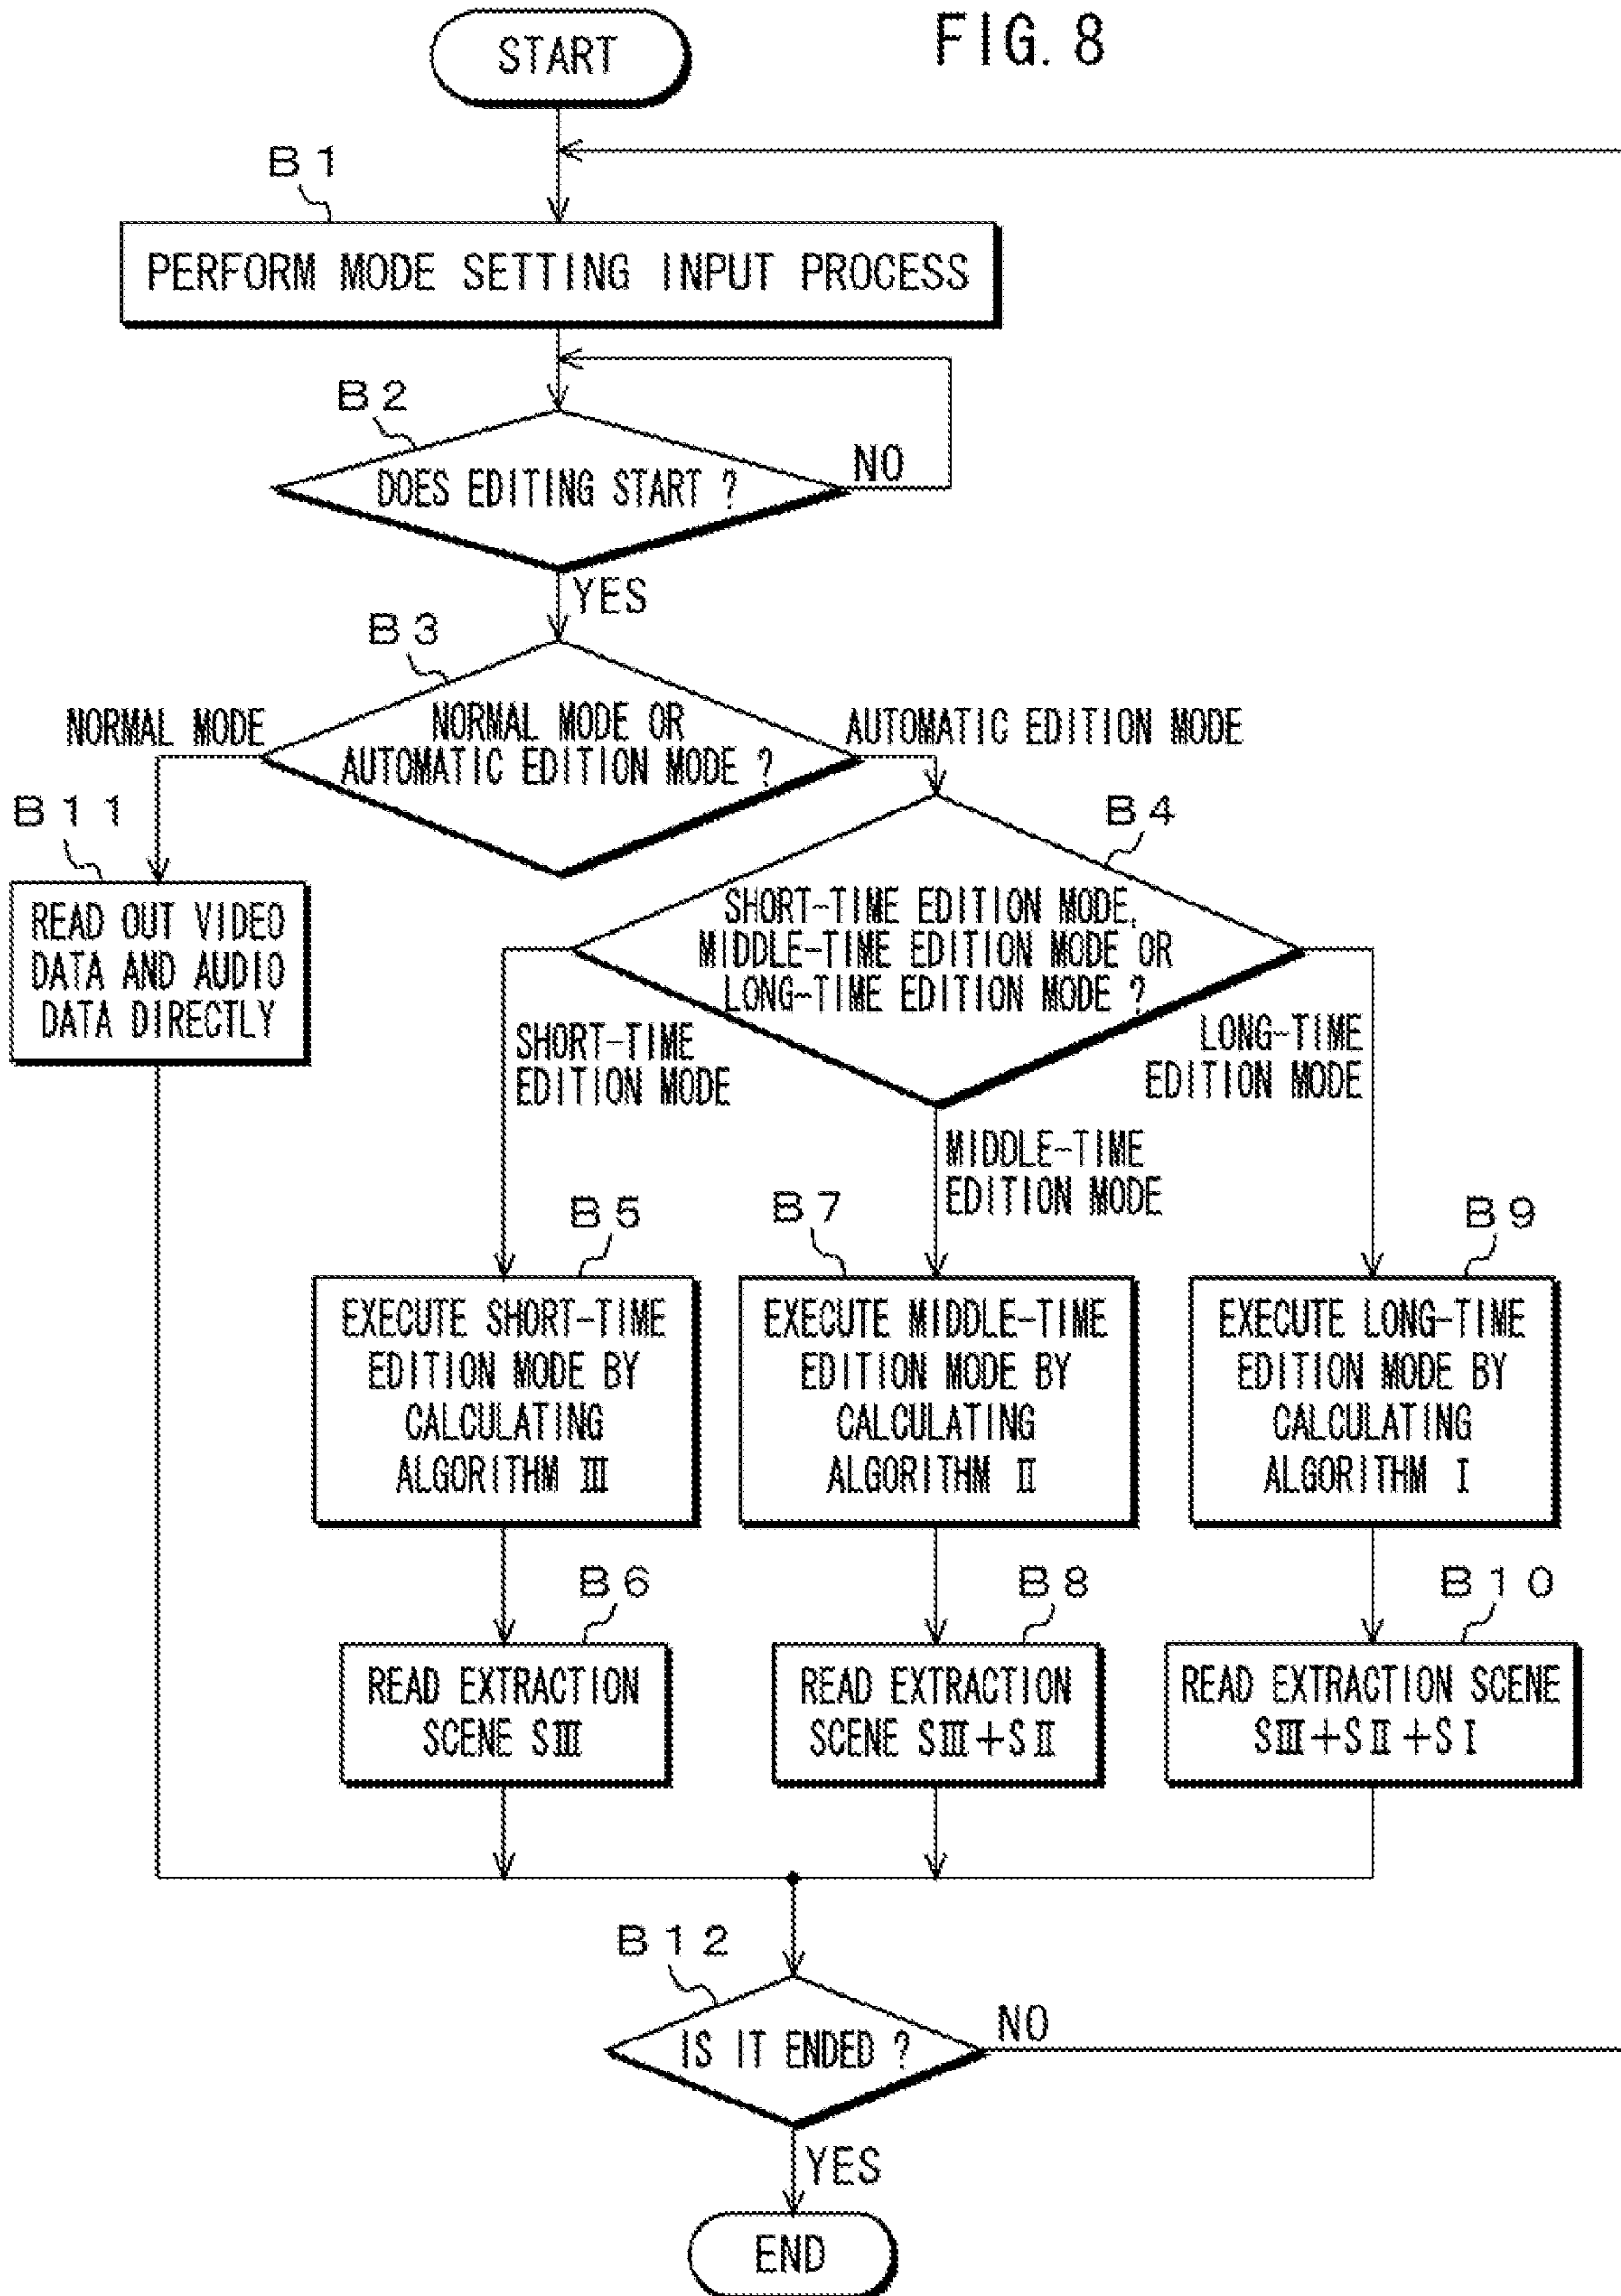 FIG. 8
START
B1
PERFORM MODE SETTING INPUT PROCESS
B2
DOES EDITING START ?
NO
YES
B3
NORMAL MODE
NORMAL MODE OR
AUTOMATIC EDITION MODE ?
AUTOMATIC EDITION MODE
B11
READ OUT VIDEO
DATA AND AUDIO
DATA DIRECTLY
B4
SHORT-TIME EDITION MODE,
MIDDLE-TIME EDITION MODE OR
LONG-TIME EDITION MODE ?
SHORT-TIME
EDITION MODE
MIDDLE-TIME
EDITION MODE
LONG-TIME
EDITION MODE
B5
EXECUTE SHORT-TIME
EDITION MODE BY
CALCULATING
ALGORITHM Ⅲ
B7
EXECUTE MIDDLE-TIME
EDITION MODE BY
CALCULATING
ALGORITHM Ⅱ
B9
EXECUTE LONG-TIME
EDITION MODE BY
CALCULATING
ALGORITHM Ⅰ
B6
READ EXTRACTION
SCENE SⅢ
B8
READ EXTRACTION
SCENE SⅢ+SⅡ
B10
READ EXTRACTION SCENE
SⅢ+SⅡ+SⅠ
B12
IS IT ENDED ?
NO
YES
END